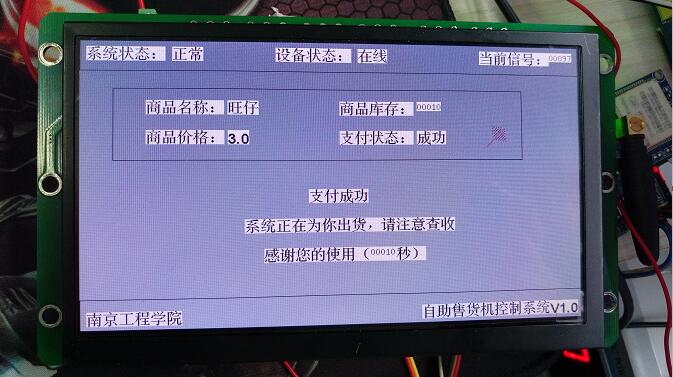 系统状态： 正常 设备状态： 在线 当前信号： 00097
商品名称： 旺仔 商品库存： 00010
商品价格： 3.0 支付状态： 成功
支付成功
系统正在为你出货，请注意查收
感谢您的使用（00010秒）
南京工程学院 自助售货机控制系统V1.0